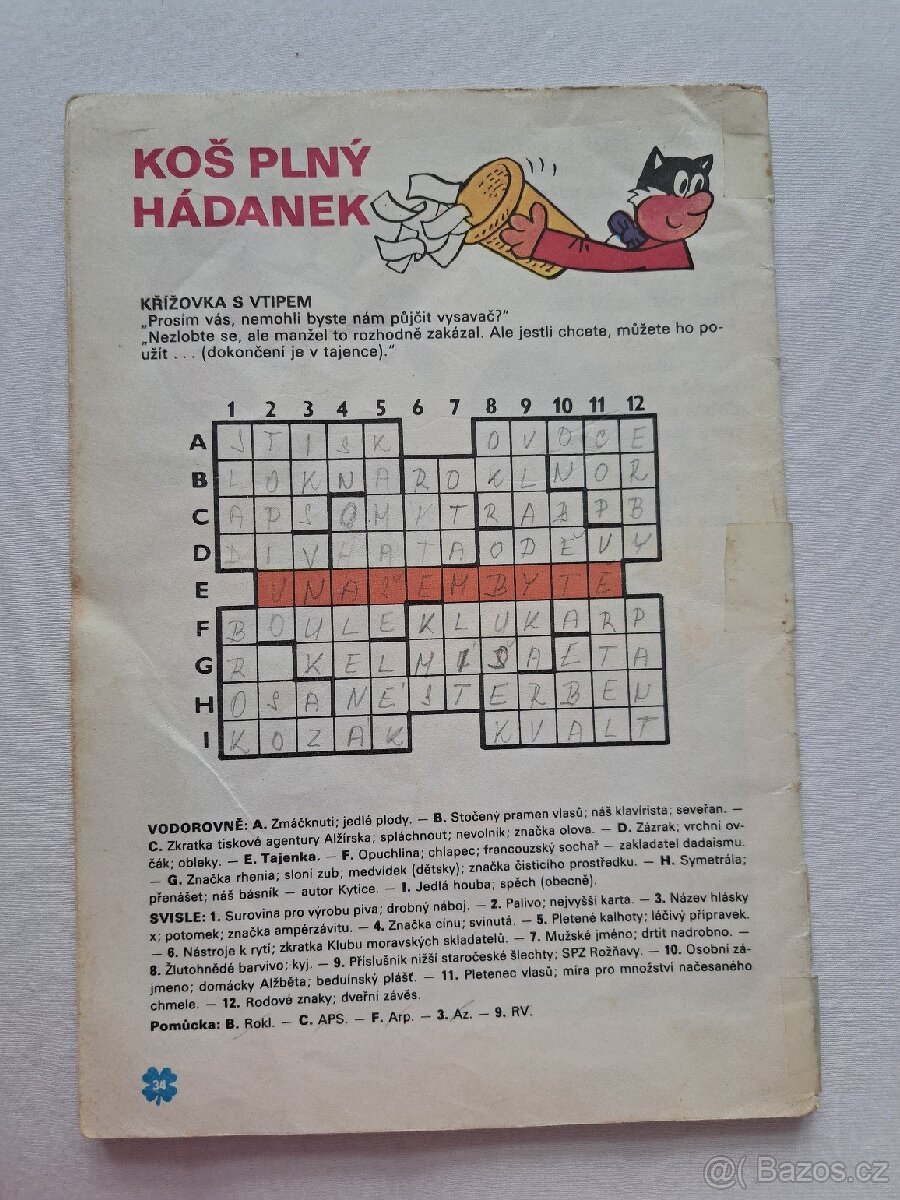 KOŠ PLNÝ
HÁDANEK
KŘÍŽOVKA S VTIPEM
„Prosím vás, nemohli byste nám půjčit vysavač?"
„Nezlobte se, ale manžel to rozhodně zakázal. Ale jestli chcete, můžete ho po-
užít . . . (dokončení je v tajence)."
1 2 3 4 5 6 7 8 9 10 11 12
A S T I S K O V O C E
B L O K N A R O K L N O R
C A P S O M Y T R A B P B
D D I V H A T A O D Ě V Y
E U N Á S E M B Y T Ě
F B O U L E K L U K A R P
G R K E L M Í S A E T A
H O S A N É S T E R B E N
I K O Z A K K V A L T
VODOROVNĚ: A. Zmáčknutí; jedlé plody. — B. Stočený pramen vlasů; náš klavírista; severan. —
C. Zkratka tiskové agentury Alžírska; spláchnout; nevolník; značka olova. — D. Zázrak; vrchní ov-
čák; obleky. — E. Tajenka. — F. Opuchlina; chlapec; francouzský sochař — zakladatel dadaismu.
— G. Značka rhenia; sloní zub; medvídek (dětsky); značka čisticího prostředku. — H. Symetrála;
přenášet; náš básník — autor Kytice. — I. Jedlá houba; spěch (obecně).
SVISLE: 1. Surovina pro výrobu piva; drobný náboj. — 2. Palivo; nejvyšší karta. — 3. Název hlásky
x; potomek; značka ampérzávitu. — 4. Značka cínu; svinutá. — 5. Pletené kalhoty; léčivý přípravek.
— 6. Nástroje k rytí; zkratka Klubu moravských skladatelů. — 7. Mužské jméno; drtit nadrobno. —
8. Žlutohnědé barvivo; kyj. — 9. Příslušník nižší staročeské šlechty; SPZ Rožňavy. — 10. Osobní zá-
jmeno; domácky Alžběta; beduínský plášť. — 11. Pletenec vlasů; míra pro množství načesaného
chmele. — 12. Rodové znaky; dveřní závěs.
Pomůcka: B. Rokl. — C. APS. — F. Arp. — 3. Az. — 9. RV.
34
@ Bazos.cz